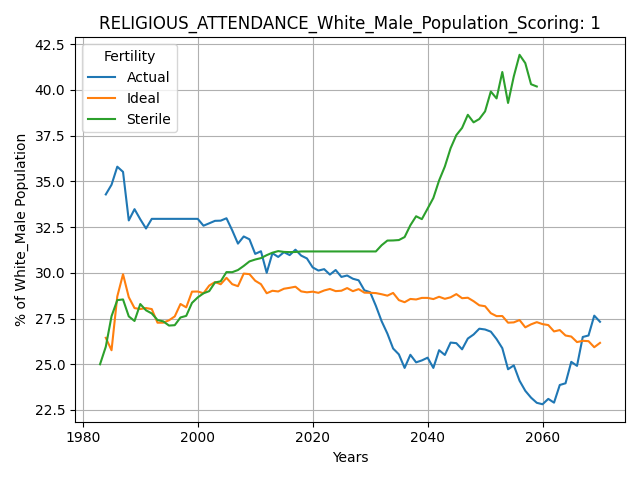 RELIGIOUS_ATTENDANCE_White_Male_Population_Scoring: 1
Fertility
Actual
Ideal
Sterile
% of White_Male Population
42.5
40.0
37.5
35.0
32.5
30.0
27.5
25.0
22.5
1980
2000
2020
2040
2060
Years